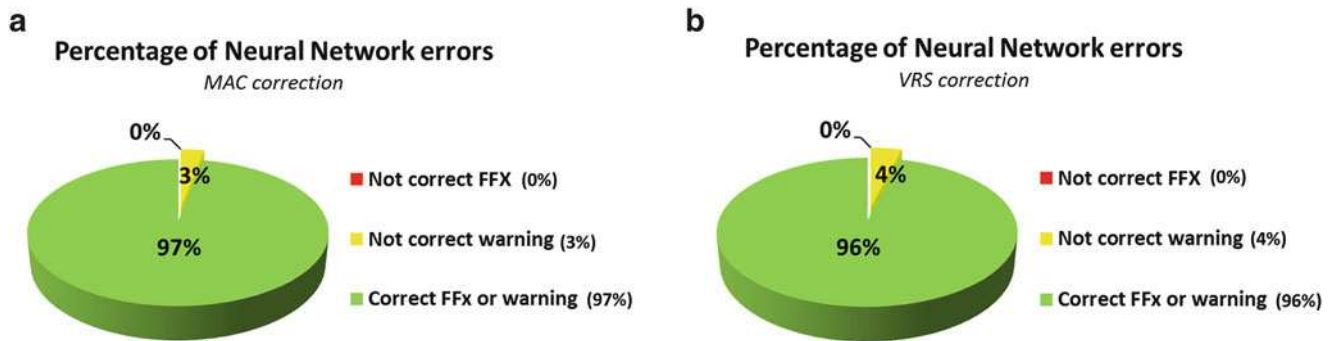 a
Percentage of Neural Network errors
MAC correction
0%
3%
97%
Not correct FFX (0%)
Not correct warning (3%)
Correct FFx or warning (97%)
b
Percentage of Neural Network errors
VRS correction
0%
4%
96%
Not correct FFX (0%)
Not correct warning (4%)
Correct FFx or warning (96%)